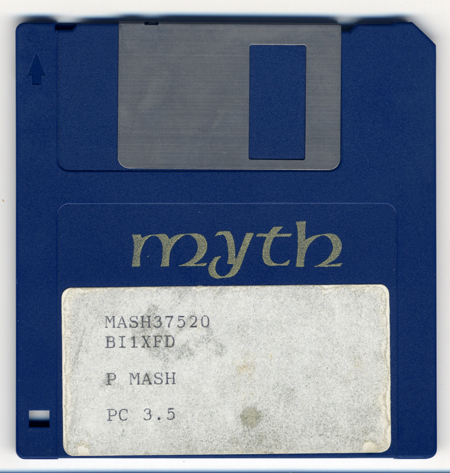 myth
MASH37520
BI1XFD
P MASH
PC 3.5